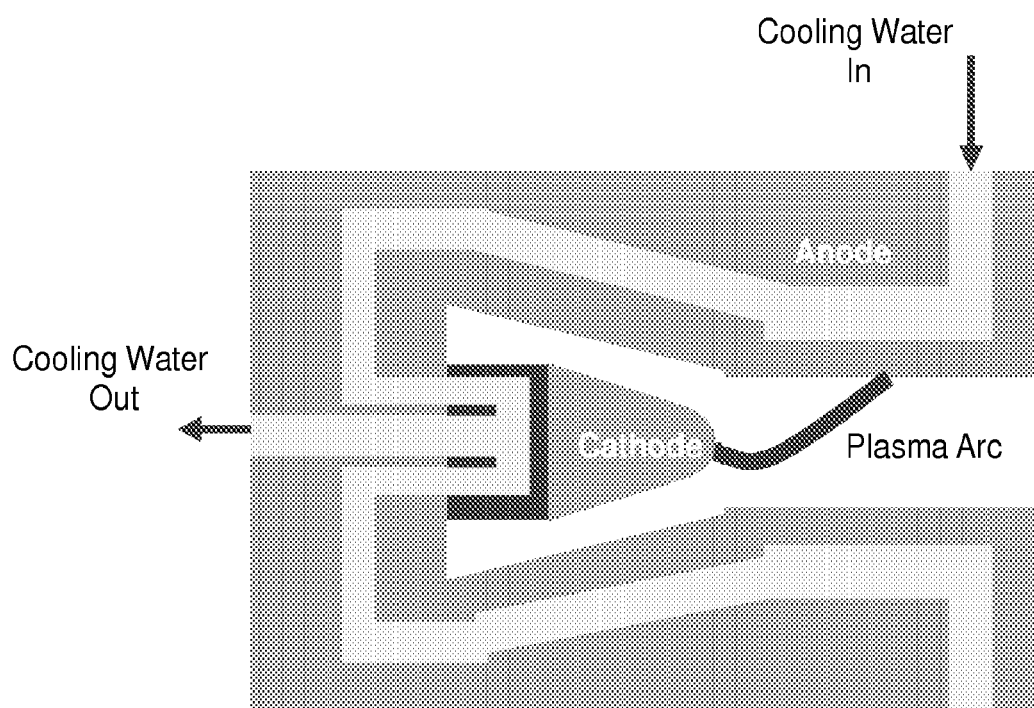 Cooling Water
In
Anode
Cooling Water
Out
Cathode
Plasma Arc